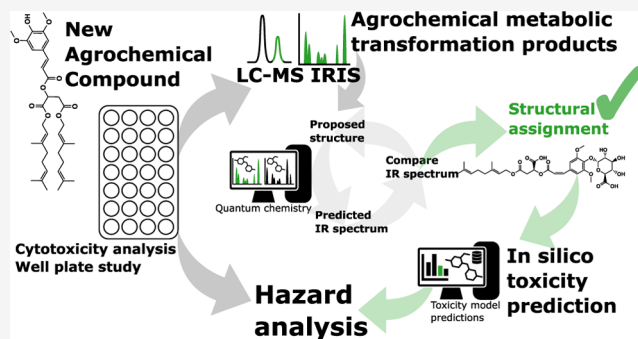 OH
O
O
New
Agrochemical
Compound
O
O
O
O
O
O
O
LC-MS IRIS
Agrochemical metabolic
transformation products
Proposed
structure
Quantum chemistry
Predicted
IR spectrum
Compare
IR spectrum
Structural
assignment
Cytotoxicity analysis
Well plate study
Hazard
analysis
Toxicity model
predictions
In silico
toxicity
prediction